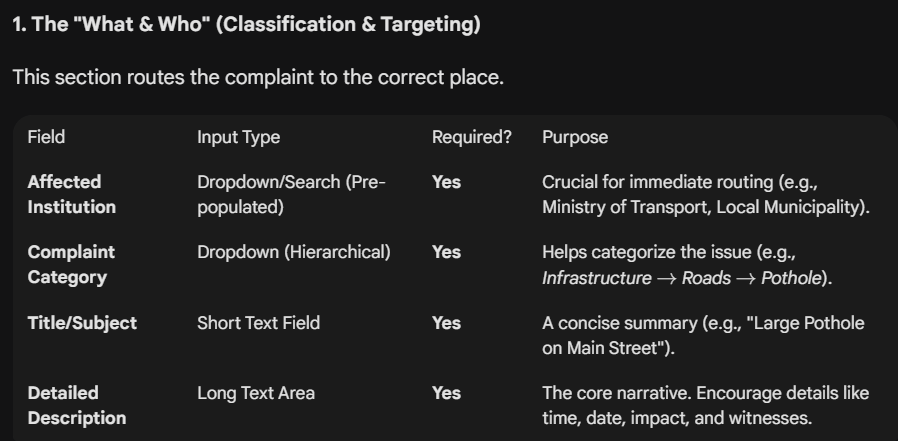 1. The "What & Who" (Classification & Targeting)
This section routes the complaint to the correct place.
Field Input Type Required? Purpose
Affected Institution Dropdown/Search (Pre-populated) Yes Crucial for immediate routing (e.g., Ministry of Transport, Local Municipality).
Complaint Category Dropdown (Hierarchical) Yes Helps categorize the issue (e.g., Infrastructure → Roads → Pothole).
Title/Subject Short Text Field Yes A concise summary (e.g., "Large Pothole on Main Street").
Detailed Description Long Text Area Yes The core narrative. Encourage details like time, date, impact, and witnesses.